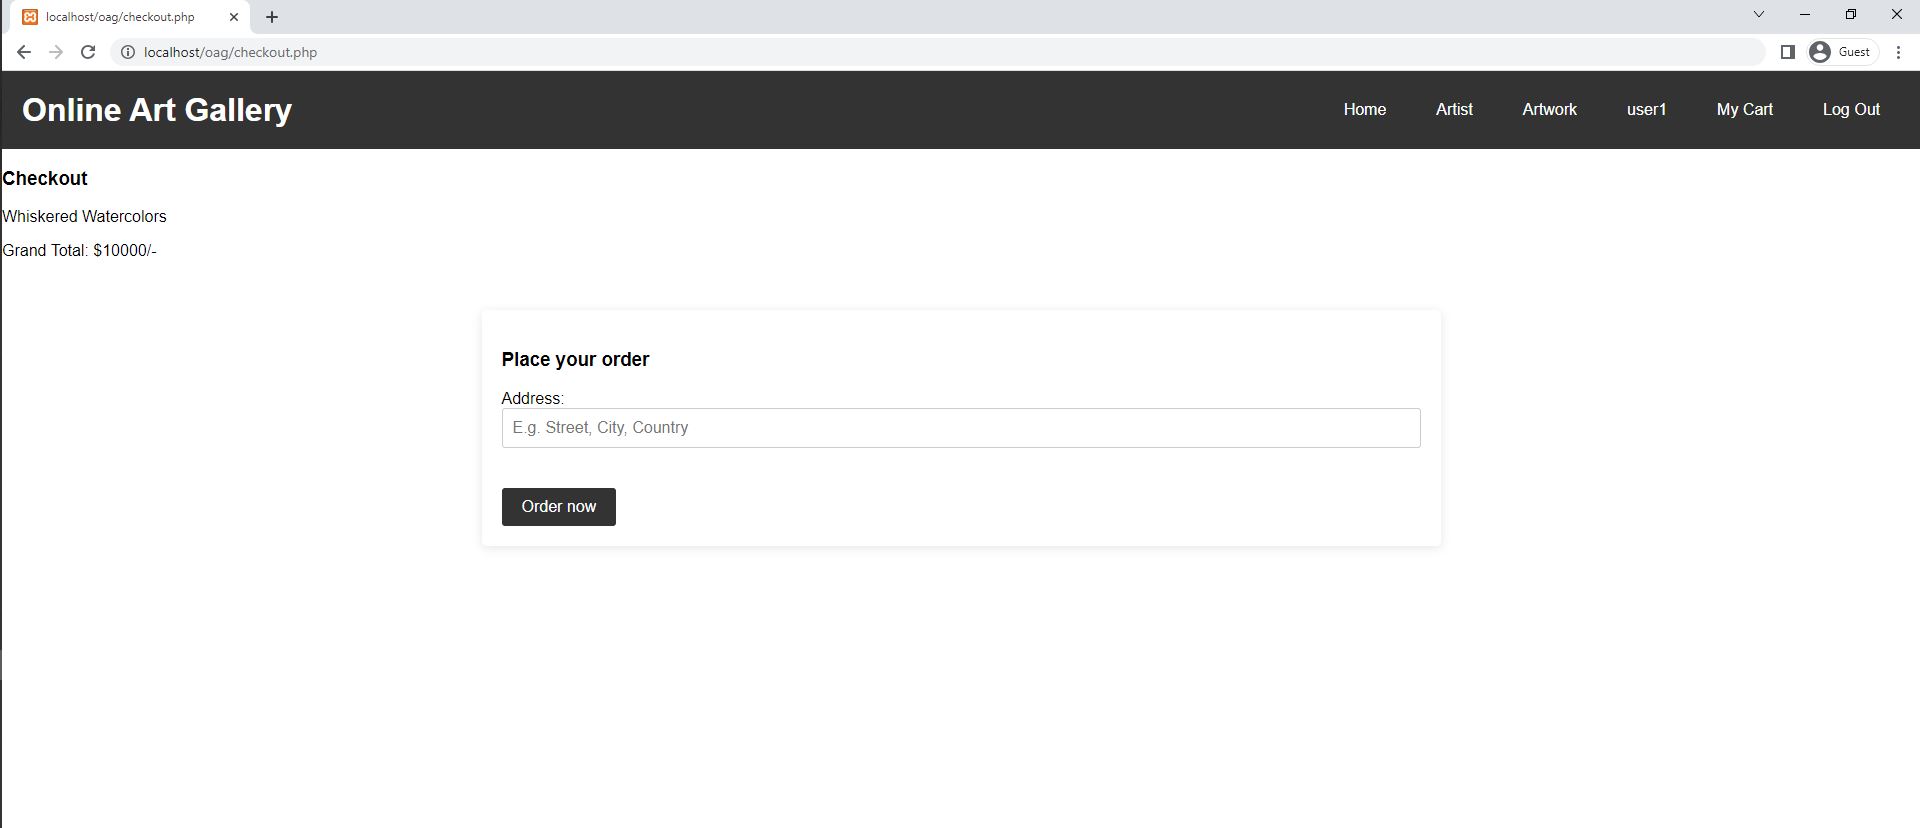 localhost/oag/checkout.php
localhost/oag/checkout.php
Guest
Online Art Gallery
Home Artist Artwork user1 My Cart Log Out
Checkout
Whiskered Watercolors
Grand Total: $10000/-
Place your order
Address:
E.g. Street, City, Country
Order now